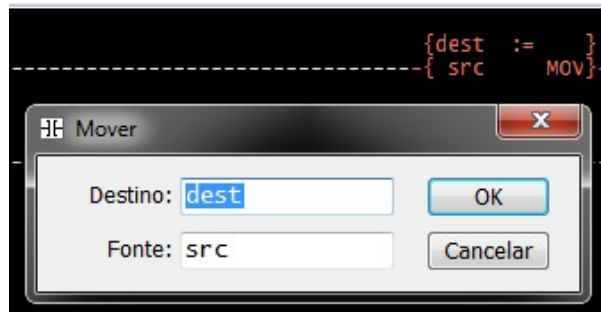 {dest := }
{ src MOV}
Mover
Destino: dest OK
Fonte: src Cancelar